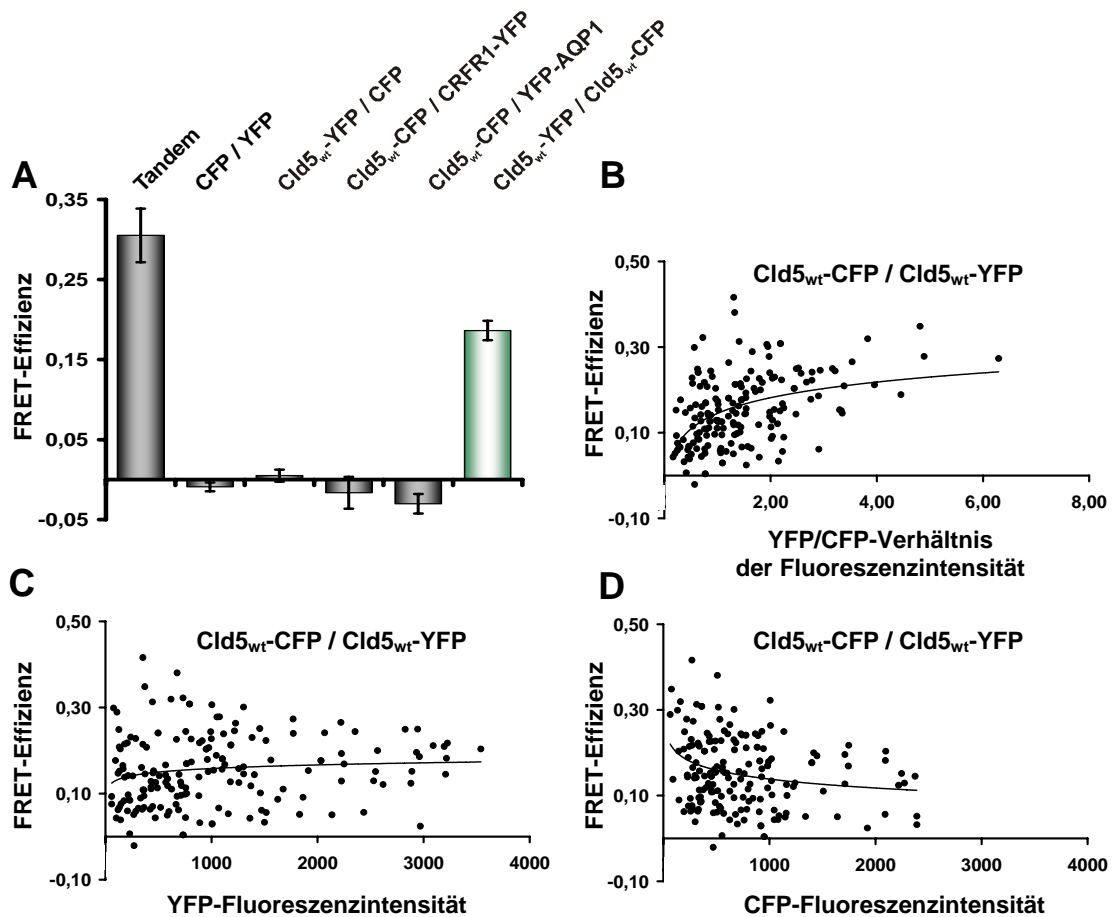 A
Tandem
CFP / YFP
Cld5wt-YFP / CFP
Cld5wt-CFP / CRFR1-YFP
Cld5wt-CFP / YFP-AQP1
Cld5wt-YFP / Cld5wt-CFP
FRET-Effizienz
0,35
0,25
0,15
0,05
-0,05
B
Cld5wt-CFP / Cld5wt-YFP
FRET-Effizienz
0,50
0,30
0,10
-0,10
2,00
4,00
6,00
8,00
YFP/CFP-Verhältnis
der Fluoreszenzintensität
C
Cld5wt-CFP / Cld5wt-YFP
FRET-Effizienz
0,50
0,30
0,10
-0,10
1000
2000
3000
4000
YFP-Fluoreszenzintensität
D
Cld5wt-CFP / Cld5wt-YFP
FRET-Effizienz
0,50
0,30
0,10
-0,10
1000
2000
3000
4000
CFP-Fluoreszenzintensität